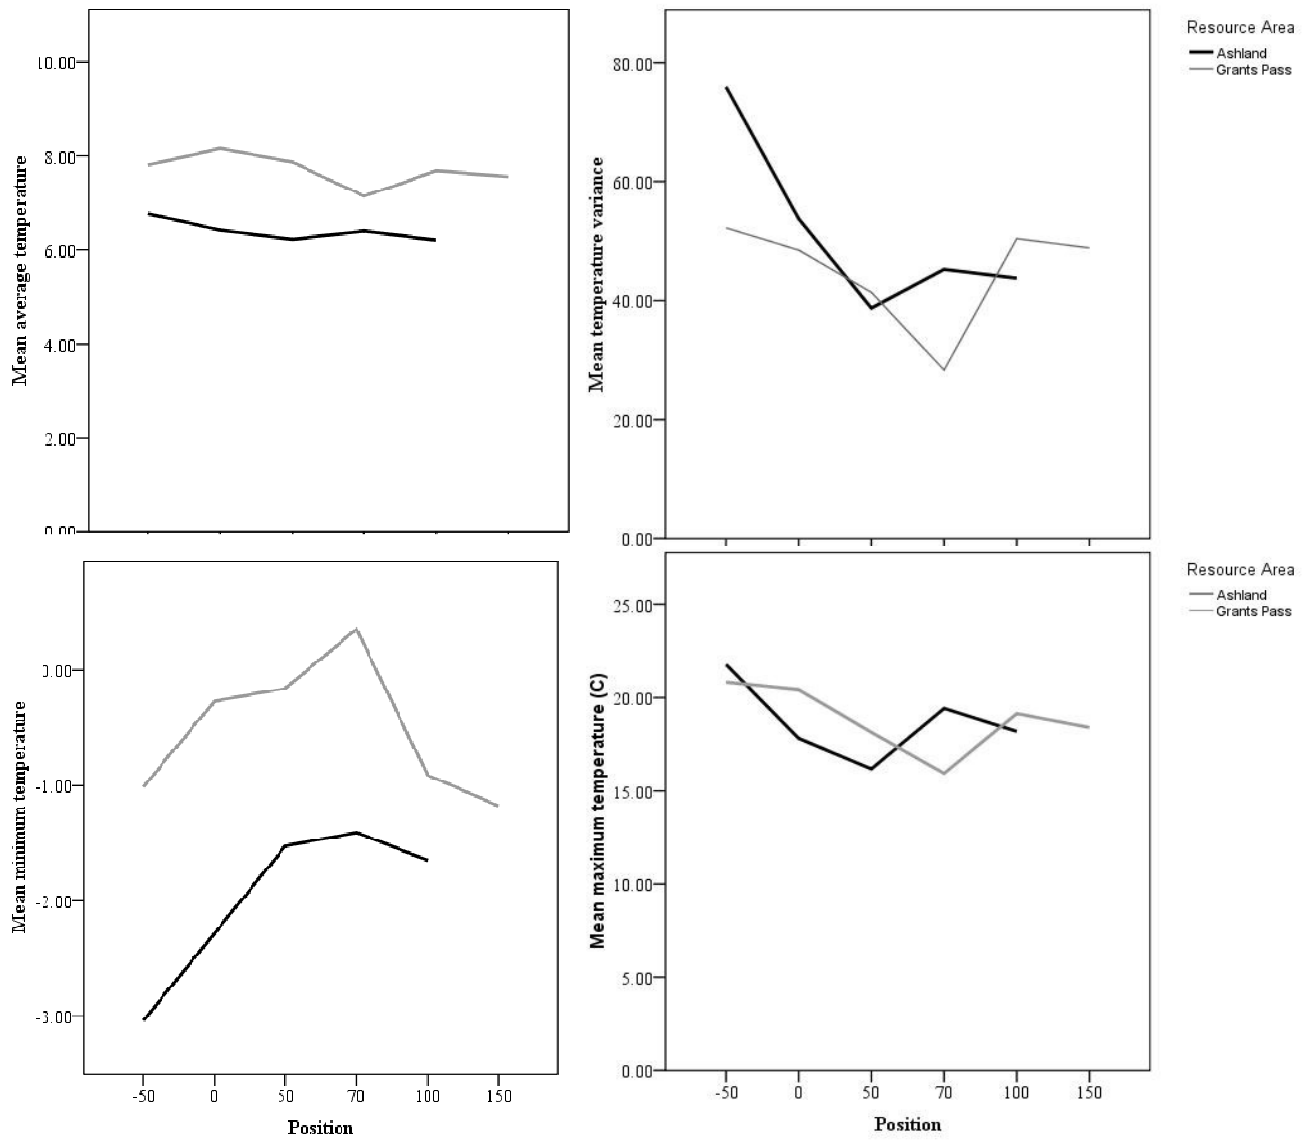 Mean average temperature
10.00
8.00
6.00
4.00
2.00
0.00
Mean temperature variance
80.00
60.00
40.00
20.00
0.00
Resource Area
Ashland
Grants Pass
Mean minimum temperature
0.00
-1.00
-2.00
-3.00
-50 0 50 70 100 150
Position
Mean maximum temperature (C)
25.00
20.00
15.00
10.00
5.00
0.00
-50 0 50 70 100 150
Position
Resource Area
Ashland
Grants Pass